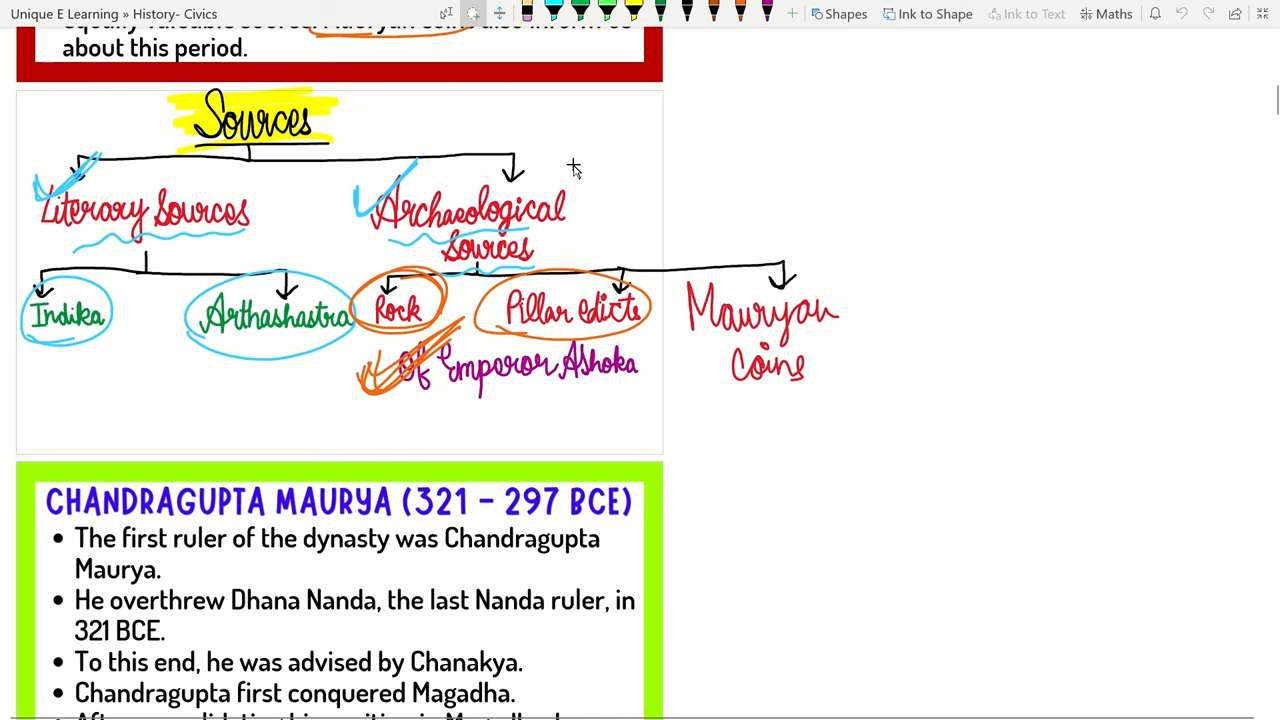 Unique E Learning » History- Civics
Shapes
Ink to Shape
Ink to Text
Maths
about this period.
Sources
Literary Sources
Archaeological
Sources
Indika
Arthashastra
Rock
Pillar edicts
Mauryan
Coins
Of Emperor Ashoka
CHANDRAGUPTA MAURYA (321 – 297 BCE)
• The first ruler of the dynasty was Chandragupta
Maurya.
• He overthrew Dhana Nanda, the last Nanda ruler, in
321 BCE.
• To this end, he was advised by Chanakya.
• Chandragupta first conquered Magadha.